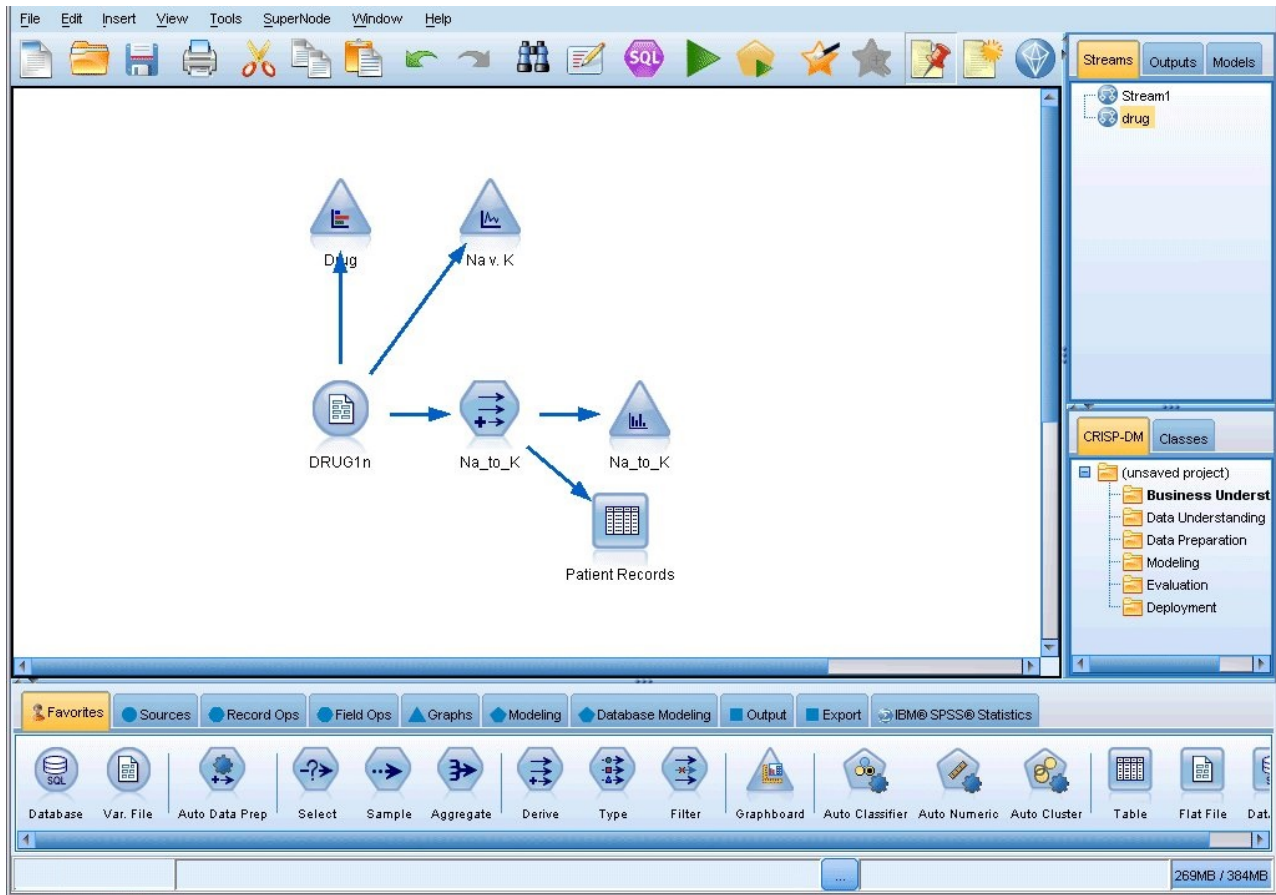 File Edit Insert View Tools SuperNode Window Help
SQL
Streams Outputs Models
Stream1
drug
Drug
Na v. K
DRUG1n
Na_to_K
Na_to_K
Patient Records
CRISP-DM Classes
(unsaved project)
Business Underst
Data Understanding
Data Preparation
Modeling
Evaluation
Deployment
Favorites Sources Record Ops Field Ops Graphs Modeling Database Modeling Output Export IBM® SPSS® Statistics
SQL
Database Var. File Auto Data Prep Select Sample Aggregate Derive Type Filter Graphboard Auto Classifier Auto Numeric Auto Cluster Table Flat File Dat
...
269MB / 384MB